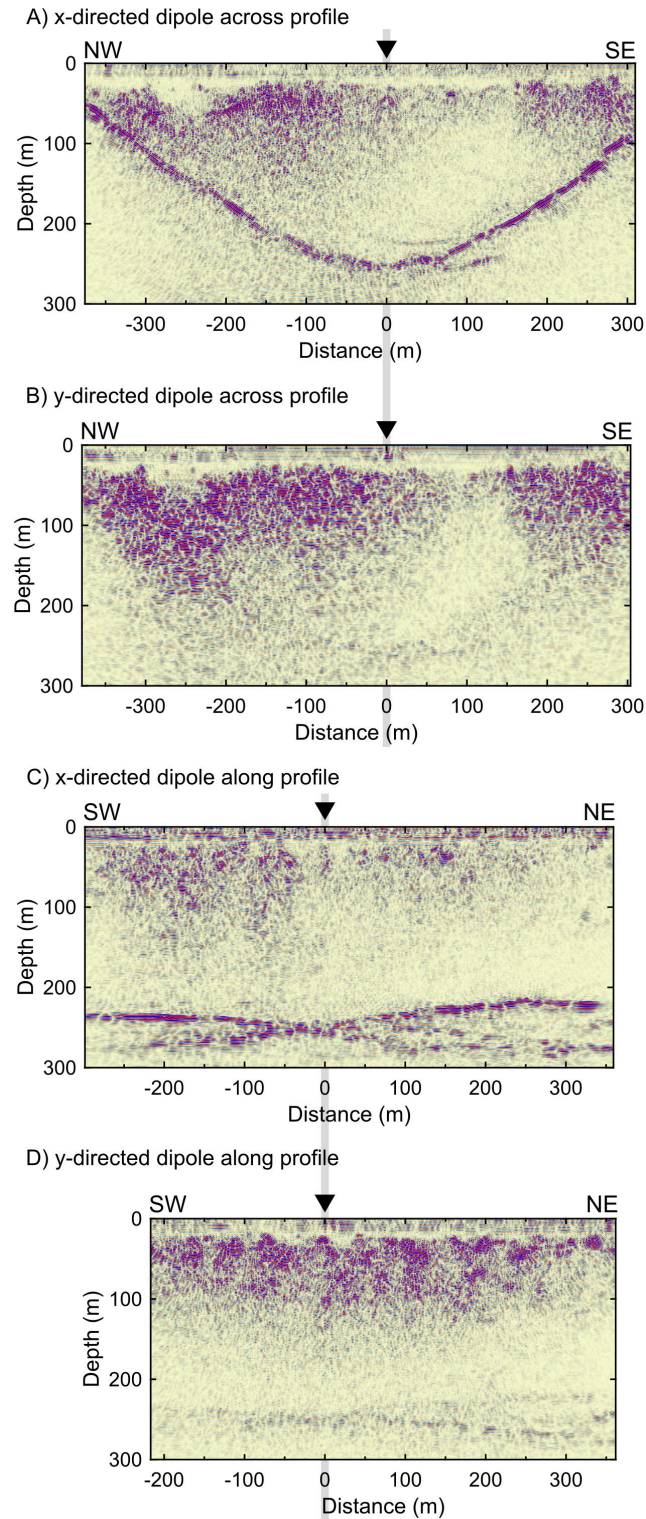 A) x-directed dipole across profile
NW SE
0
100
200
300
Depth (m)
-300 -200 -100 0 100 200 300
Distance (m)
B) y-directed dipole across profile
NW SE
0
100
200
300
Depth (m)
-300 -200 -100 0 100 200 300
Distance (m)
C) x-directed dipole along profile
SW NE
0
100
200
300
Depth (m)
-200 -100 0 100 200 300
Distance (m)
D) y-directed dipole along profile
SW NE
0
100
200
300
Depth (m)
-200 -100 0 100 200 300
Distance (m)